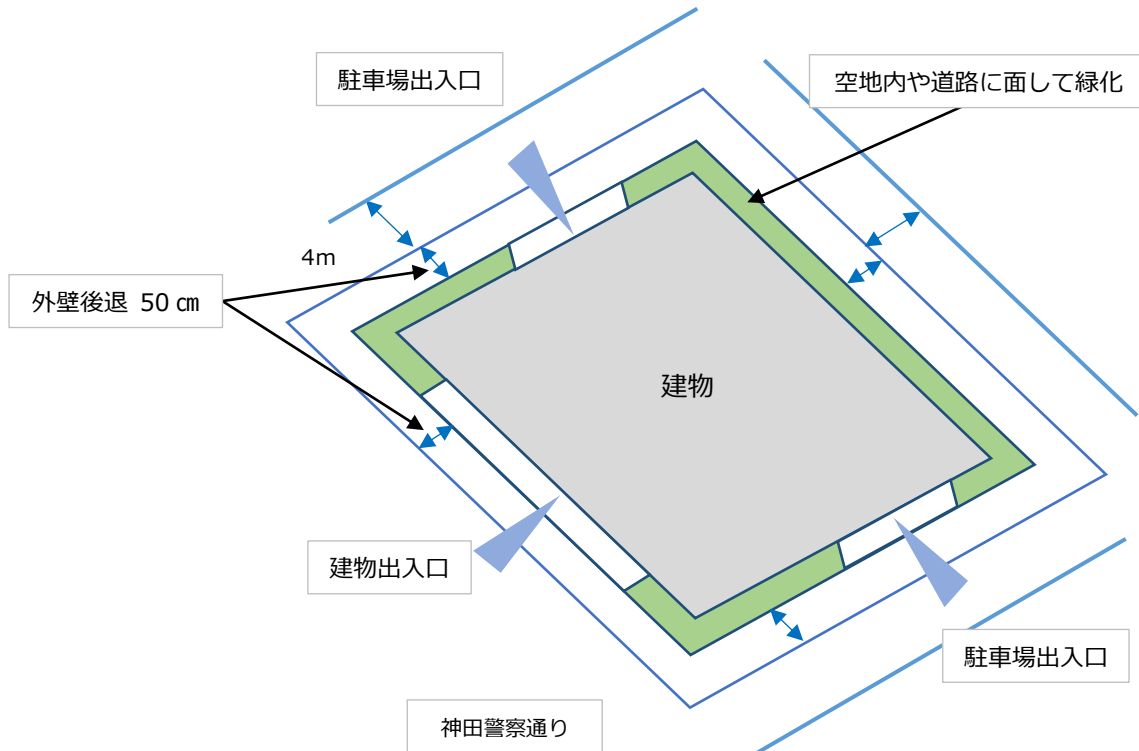 駐車場出入口
空地内や道路に面して緑化
4m
外壁後退 50 ㎝
建物
建物出入口
駐車場出入口
神田警察通り